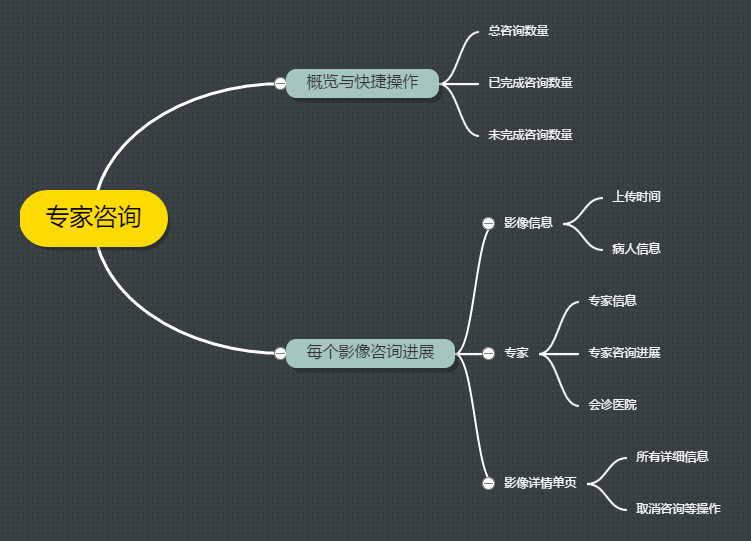 专家咨询
概览与快捷操作
总咨询数量
已完成咨询数量
未完成咨询数量
每个影像咨询进展
影像信息
上传时间
病人信息
专家
专家信息
专家咨询进展
会诊医院
影像详情单页
所有详细信息
取消咨询等操作